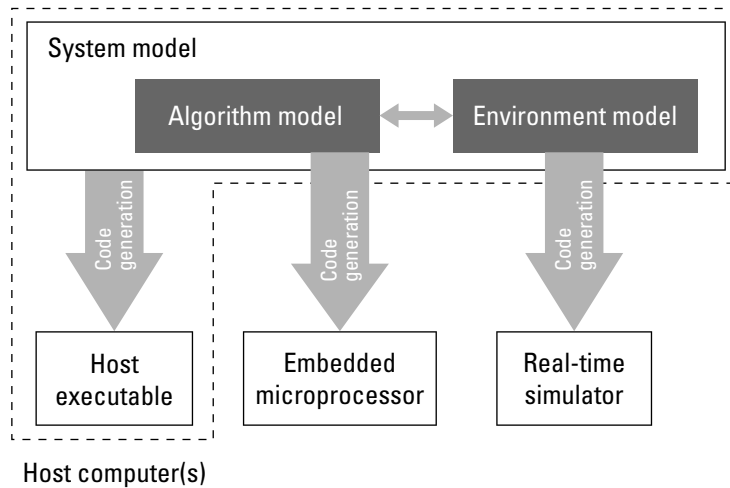 System model
Algorithm model
Environment model
Code
generation
Code
generation
Code
generation
Host
executable
Embedded
microprocessor
Real-time
simulator
Host computer(s)